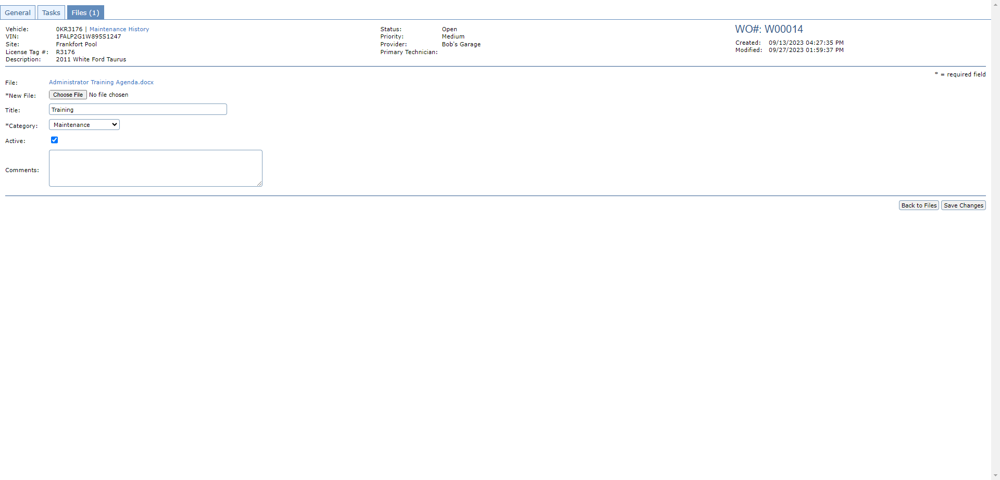 General Tasks Files (1)
Vehicle: 0KR3176 | Maintenance History
VIN: 1FALP2G1W895S1247
Site: Frankfort Pool
License Tag #: R3176
Description: 2011 White Ford Taurus
Status: Open
Priority: Medium
Provider: Bob's Garage
Primary Technician:
WO#: W00014
Created: 09/13/2023 04:27:35 PM
Modified: 09/27/2023 01:59:37 PM
* = required field
File: Administrator Training Agenda.docx
*New File: Choose File No file chosen
Title: Training
*Category: Maintenance
Active:
Comments:
Back to Files Save Changes